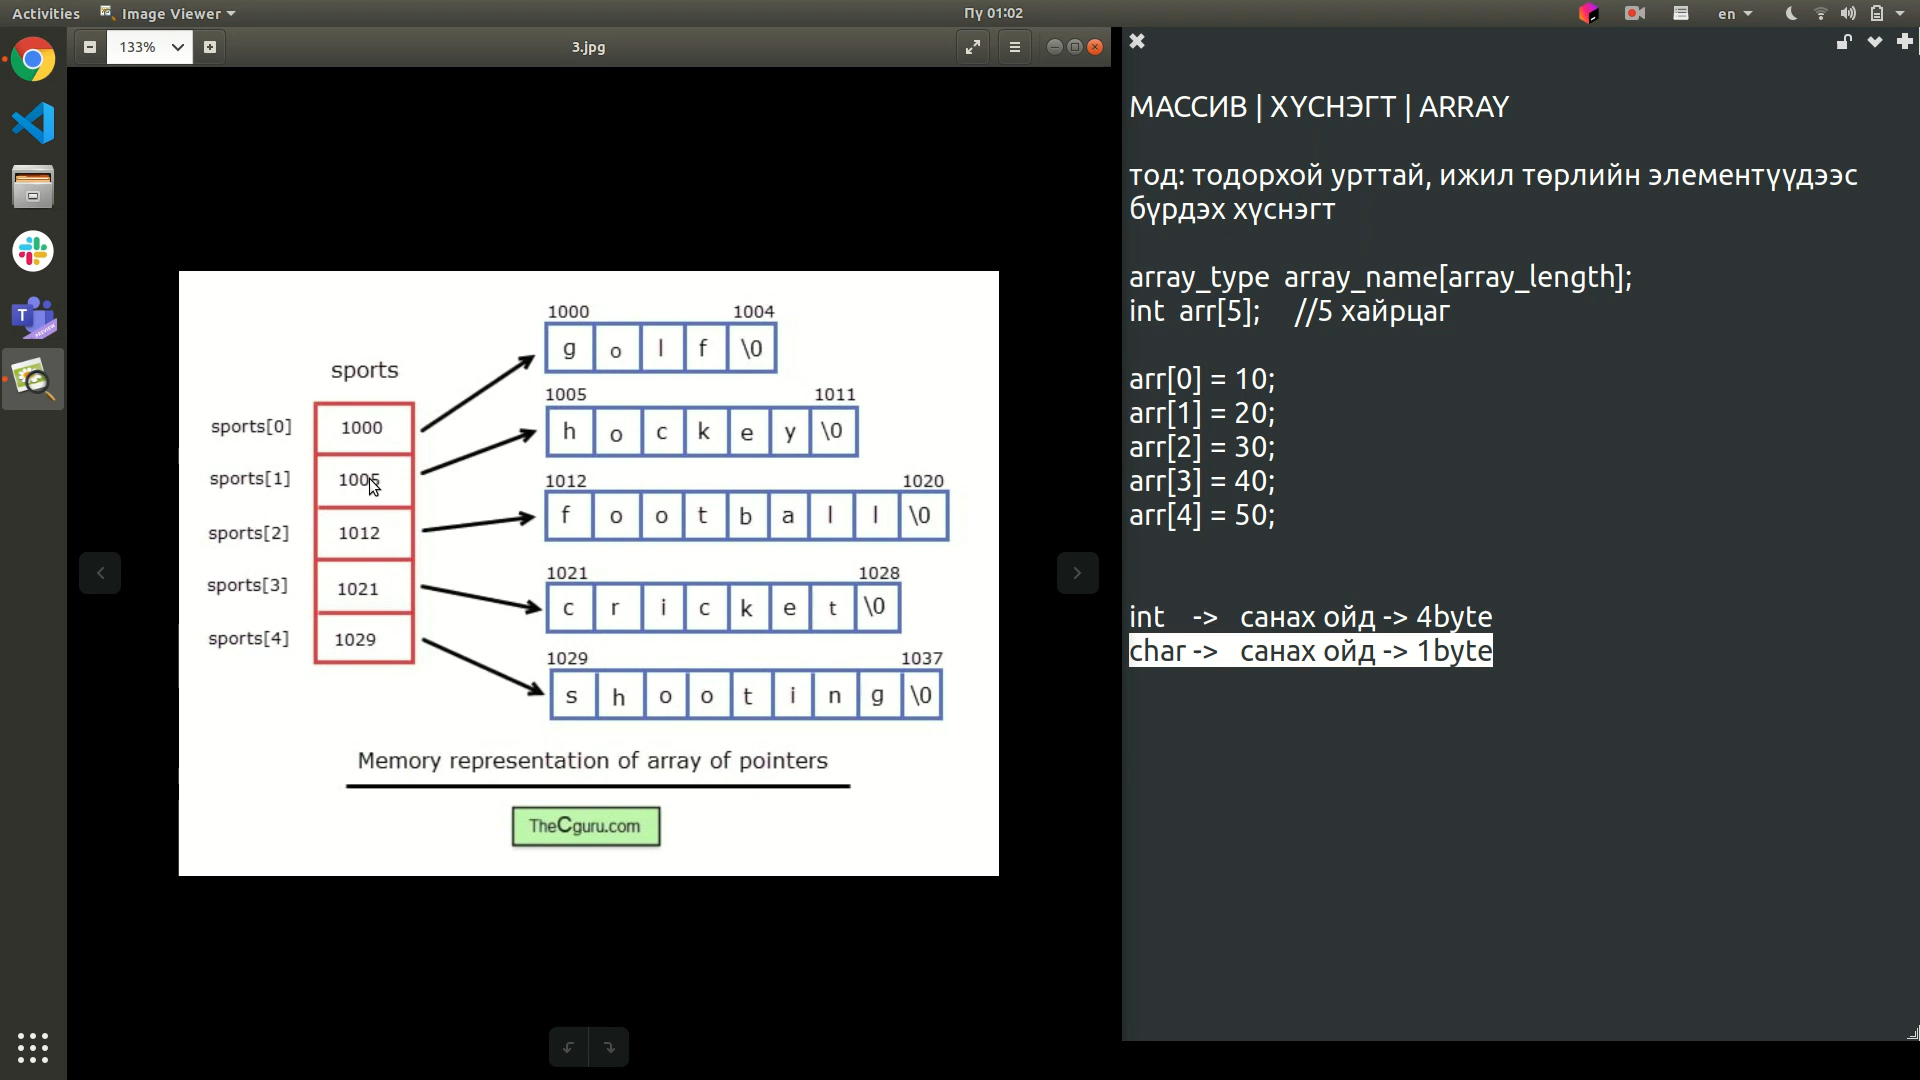 Activities Image Viewer Пү 01:02 en
133% 3.jpg
sports
sports[0] 1000
sports[1] 1005
sports[2] 1012
sports[3] 1021
sports[4] 1029
1000 1004
g o l f \0
1005 1011
h o c k e y \0
1012 1020
f o o t b a l l \0
1021 1028
c r i c k e t \0
1029 1037
s h o o t i n g \0
Memory representation of array of pointers
TheCguru.com
МАССИВ | ХҮСНЭГТ | ARRAY
тод: тодорхой урттай, ижил төрлийн элементүүдээс
бүрдэх хүснэгт
array_type array_name[array_length];
int arr[5]; //5 хайрцаг
arr[0] = 10;
arr[1] = 20;
arr[2] = 30;
arr[3] = 40;
arr[4] = 50;
int -> санах ойд -> 4byte
char -> санах ойд -> 1byte